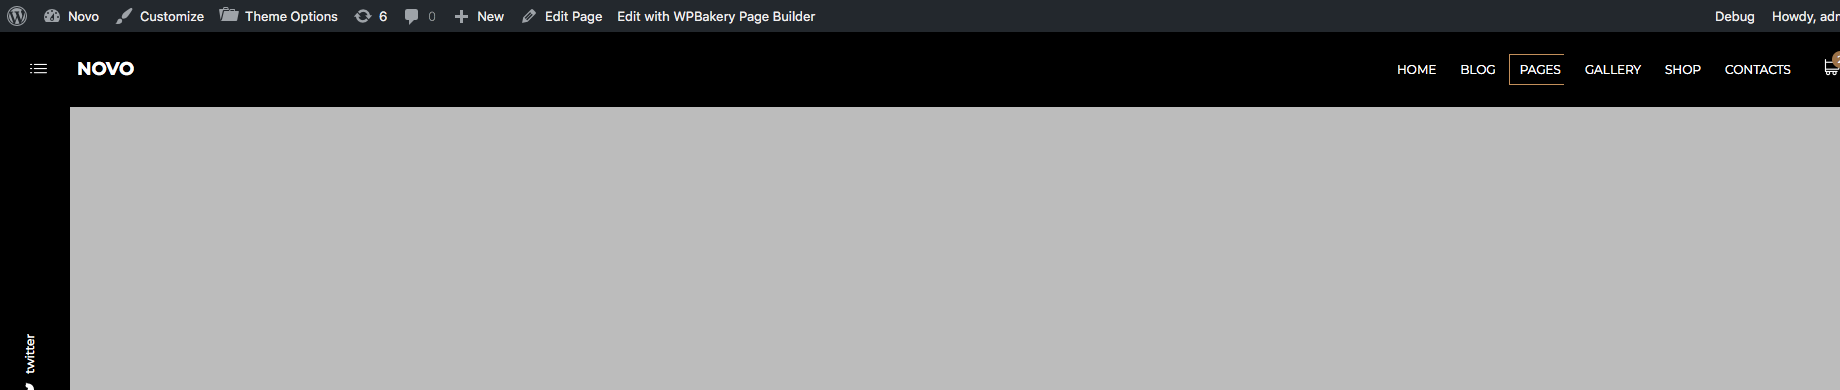 Novo Customize Theme Options 6 0 New Edit Page Edit with WPBakery Page Builder Debug Howdy,
NOVO HOME BLOG PAGES GALLERY SHOP CONTACTS
twitter